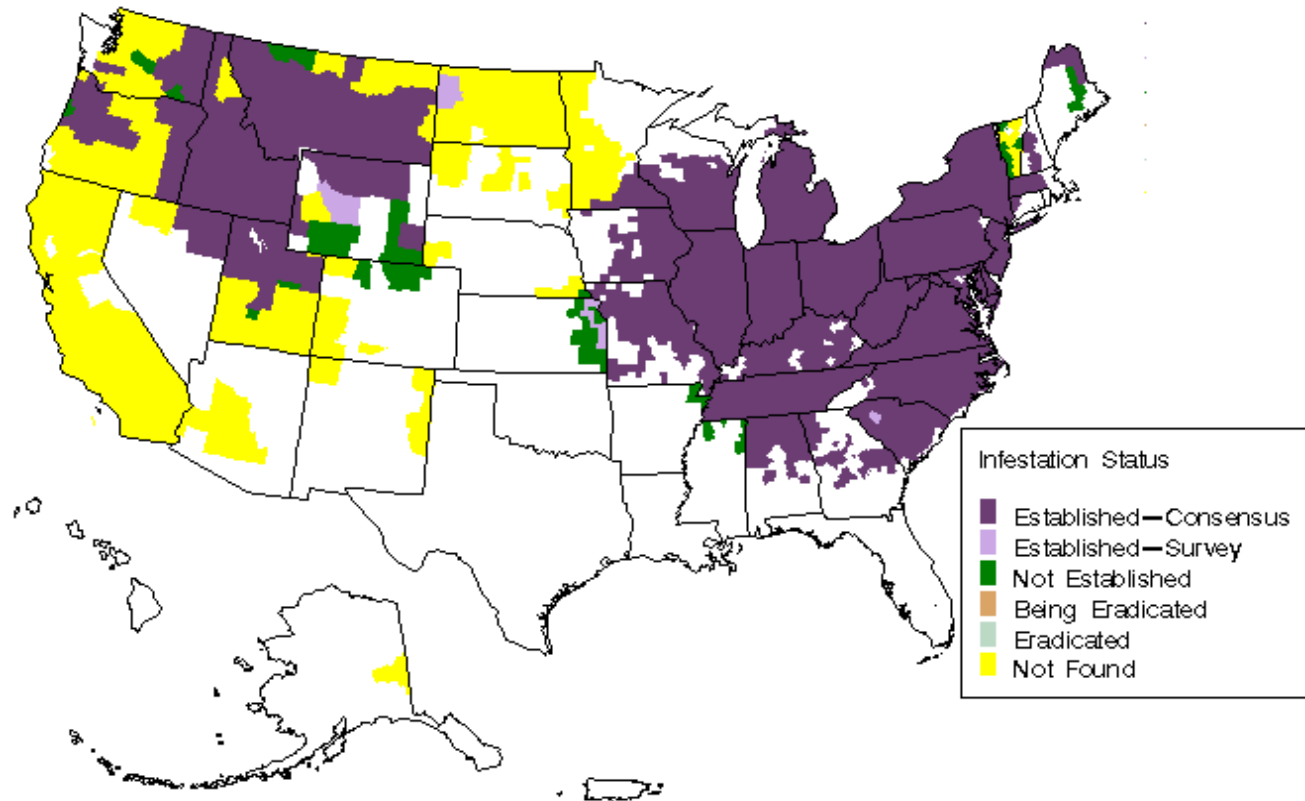 Infestation Status
Established—Consensus
Established—Survey
Not Established
Being Eradicated
Eradicated
Not Found